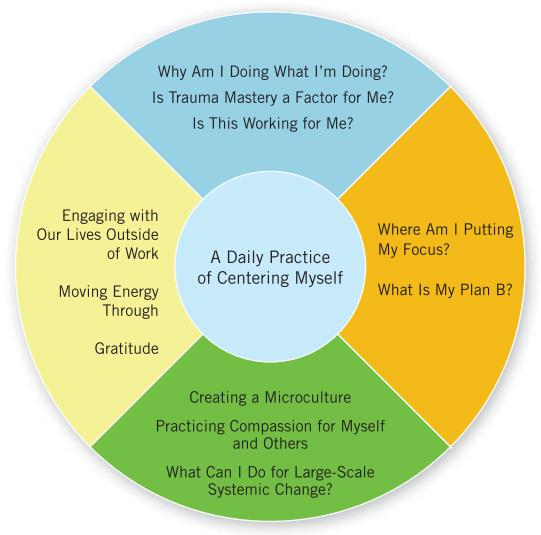 Why Am I Doing What I'm Doing?
Is Trauma Mastery a Factor for Me?
Is This Working for Me?
Where Am I Putting
My Focus?
What Is My Plan B?
Creating a Microculture
Practicing Compassion for Myself
and Others
What Can I Do for Large-Scale
Systemic Change?
Engaging with
Our Lives Outside
of Work
Moving Energy
Through
Gratitude
A Daily Practice
of Centering Myself